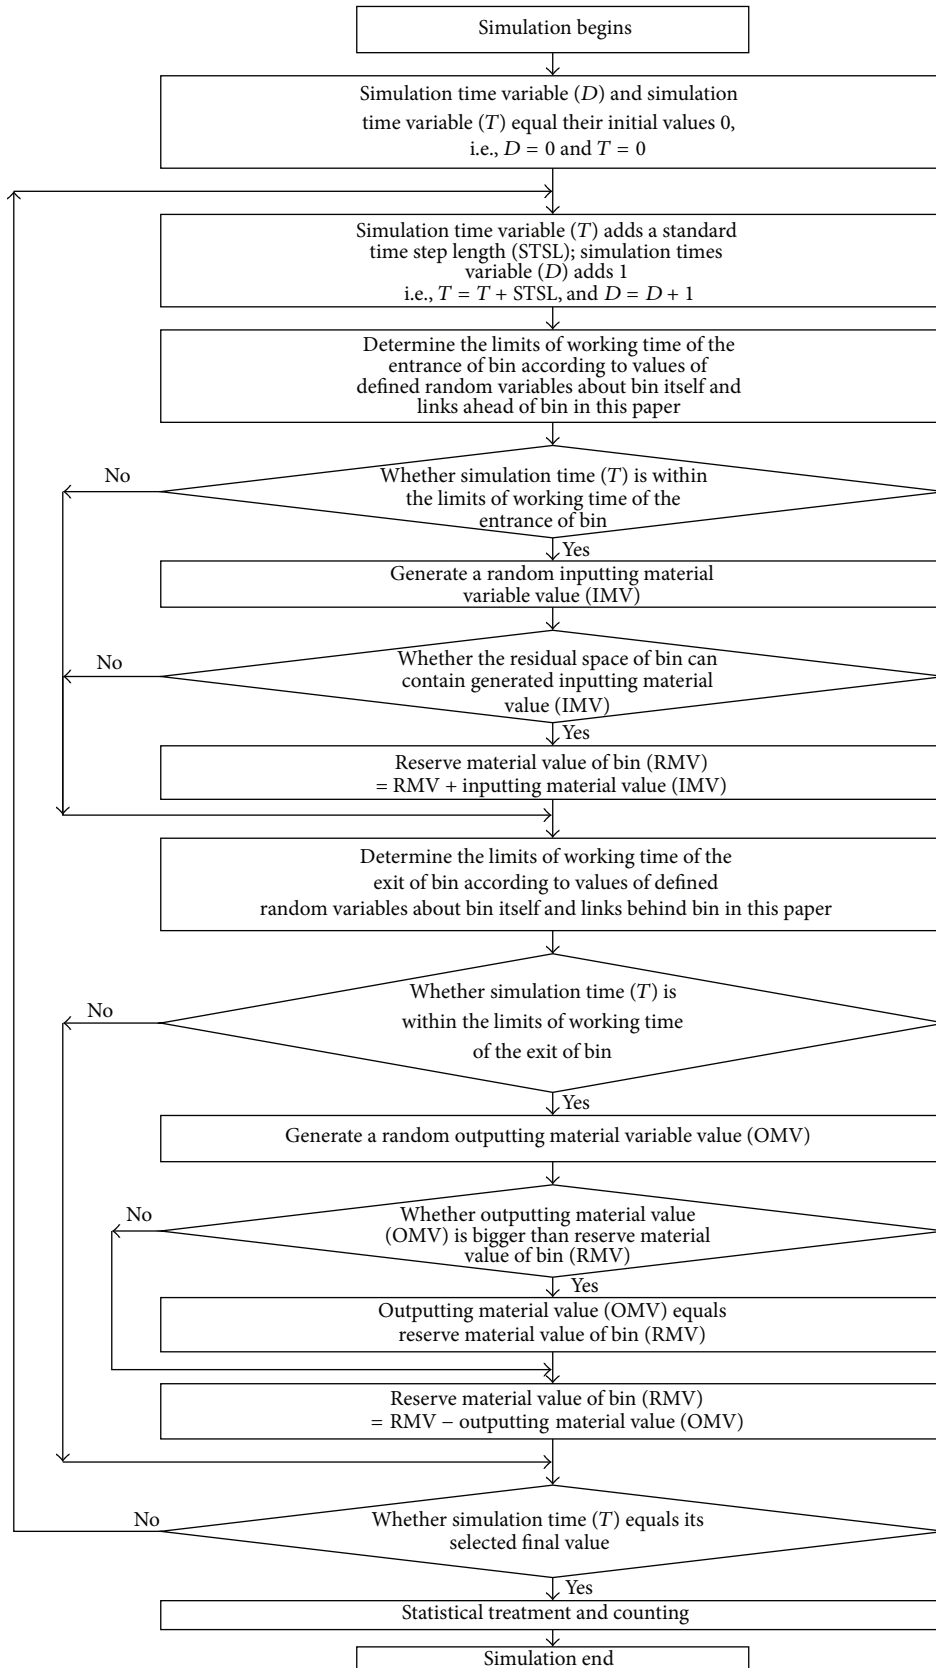 Simulation begins
Simulation time variable (D) and simulation
time variable (T) equal their initial values 0,
i.e., D = 0 and T = 0
Simulation time variable (T) adds a standard
time step length (STSL); simulation times
variable (D) adds 1
i.e., T = T + STSL, and D = D + 1
Determine the limits of working time of the
entrance of bin according to values of
defined random variables about bin itself and
links ahead of bin in this paper
No
Whether simulation time (T) is within
the limits of working time of the
entrance of bin
Yes
Generate a random inputting material
variable value (IMV)
No
Whether the residual space of bin can
contain generated inputting material
value (IMV)
Yes
Reserve material value of bin (RMV)
= RMV + inputting material value (IMV)
Determine the limits of working time of the
exit of bin according to values of defined
random variables about bin itself and links behind bin in this paper
No
Whether simulation time (T) is
within the limits of working time
of the exit of bin
Yes
Generate a random outputting material variable value (OMV)
No
Whether outputting material value
(OMV) is bigger than reserve material
value of bin (RMV)
Yes
Outputting material value (OMV) equals
reserve material value of bin (RMV)
Reserve material value of bin (RMV)
= RMV − outputting material value (OMV)
No
Whether simulation time (T) equals its
selected final value
Yes
Statistical treatment and counting
Simulation end